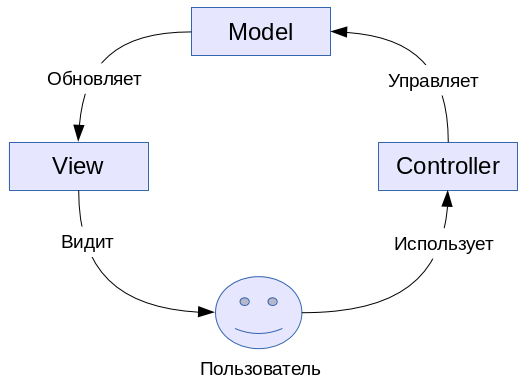 Model
Обновляет
Управляет
View
Controller
Видит
Использует
Пользователь